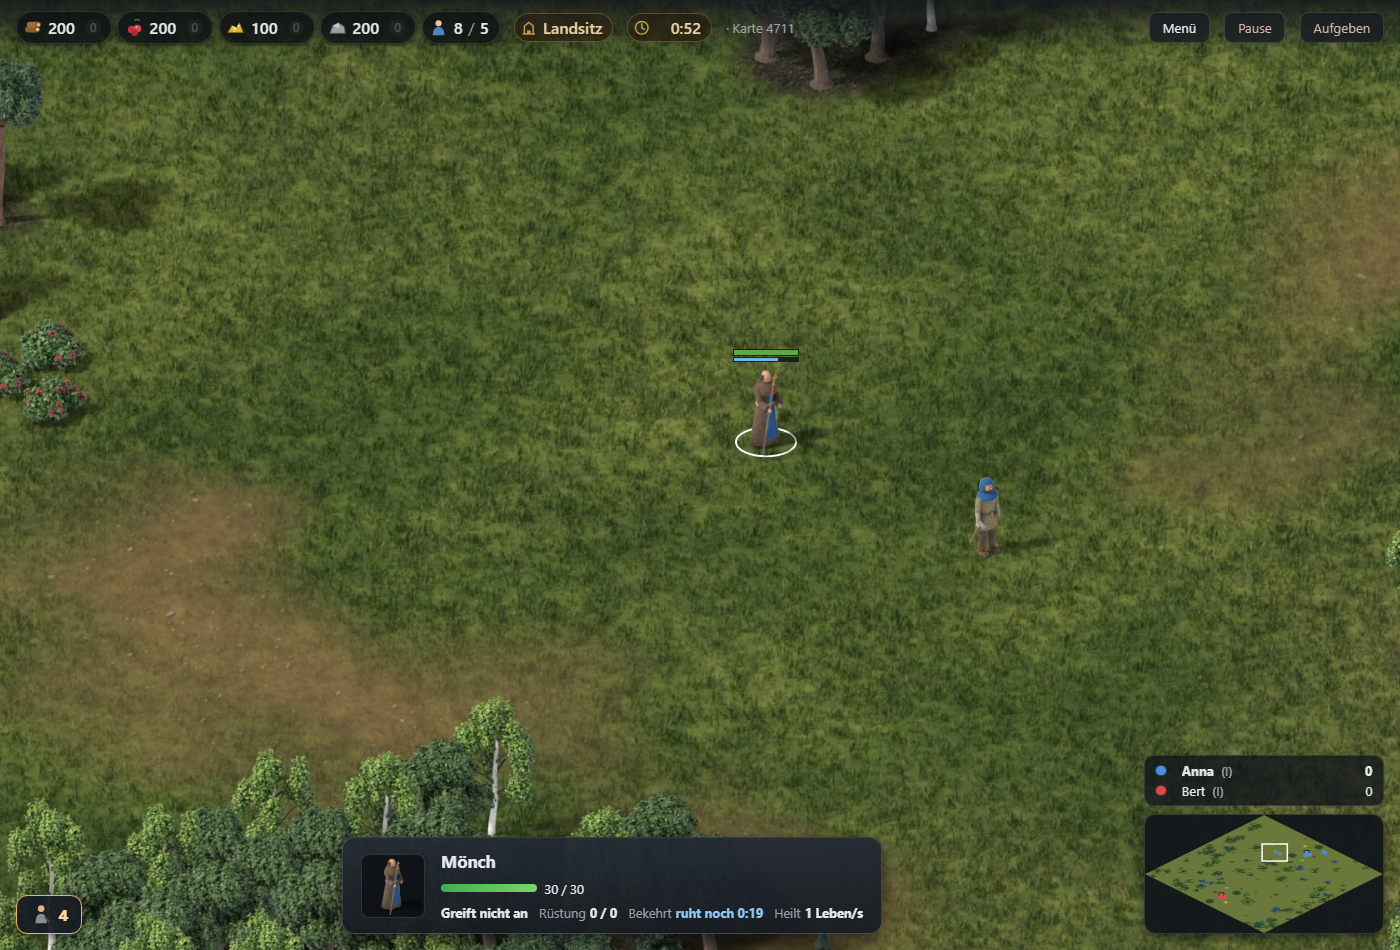 200 0 200 0 100 0 200 0 8 / 5 Landsitz 0:52 · Karte 4711 Menü Pause Aufgeben
Anna (I) 0
Bert (I) 0
Mönch
30 / 30
Greift nicht an Rüstung 0 / 0 Bekehrt ruht noch 0:19 Heilt 1 Leben/s
4